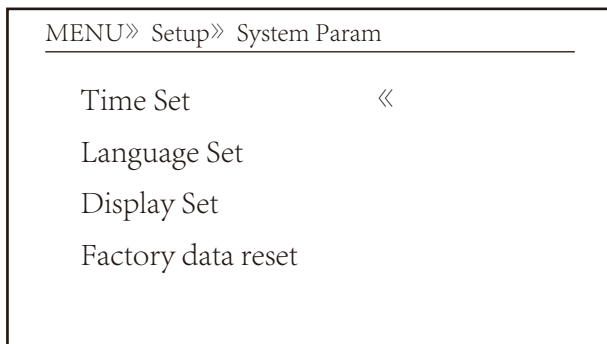 MENU》 Setup》 System Param
Time Set 《
Language Set
Display Set
Factory data reset